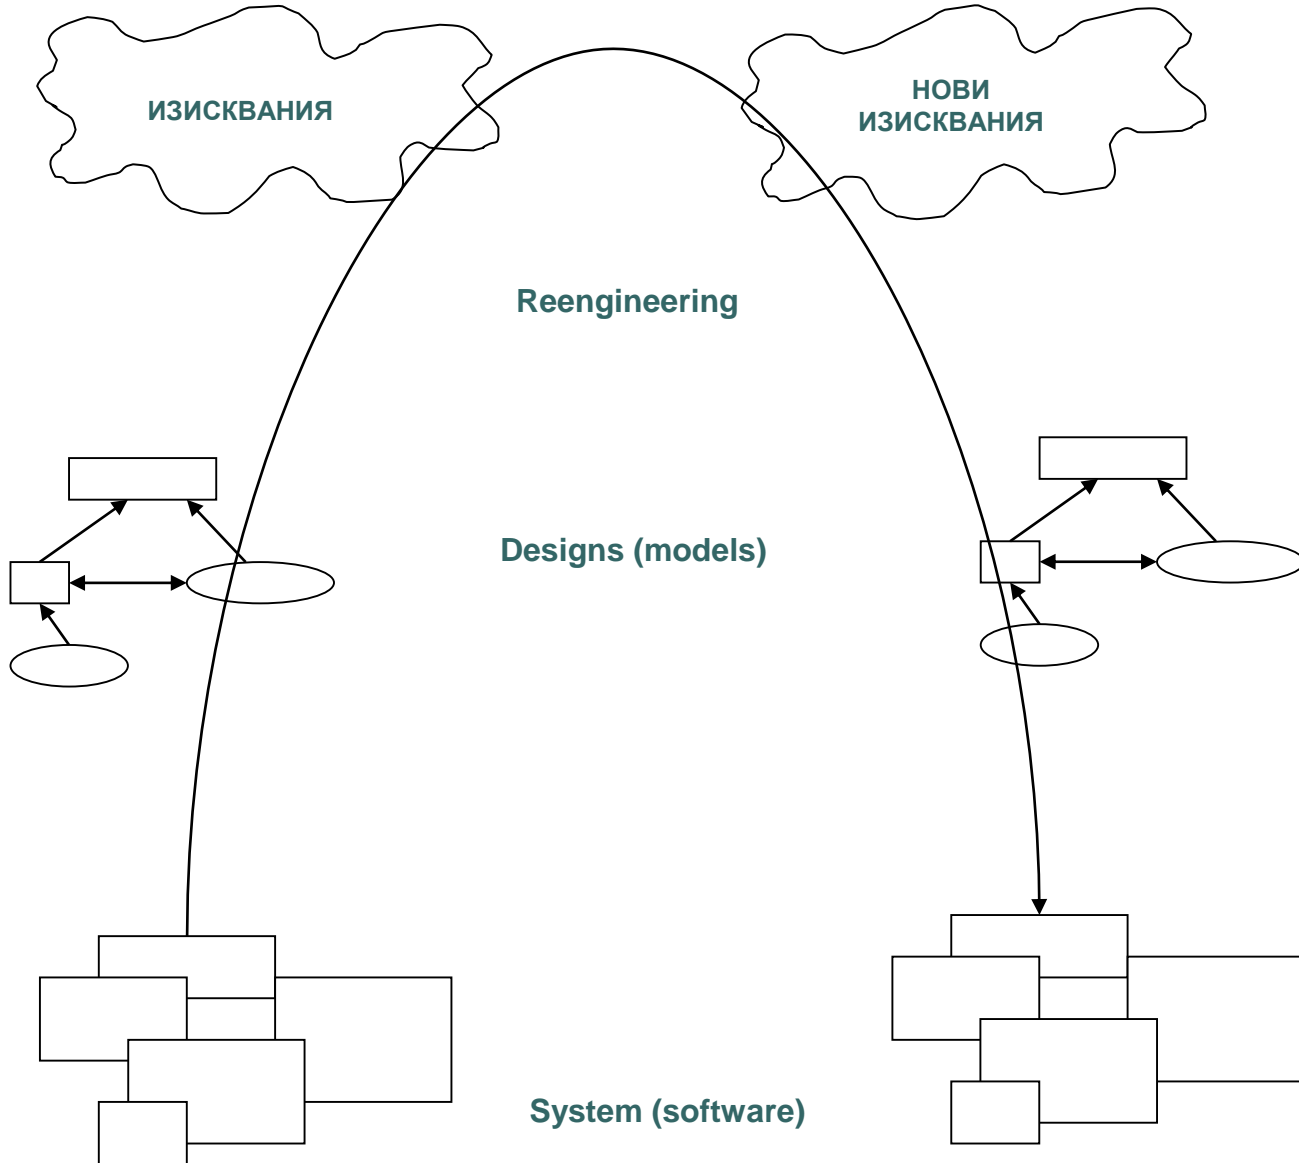 ИЗИСКВАНИЯ
НОВИ
ИЗИСКВАНИЯ
Reengineering
Designs (models)
System (software)